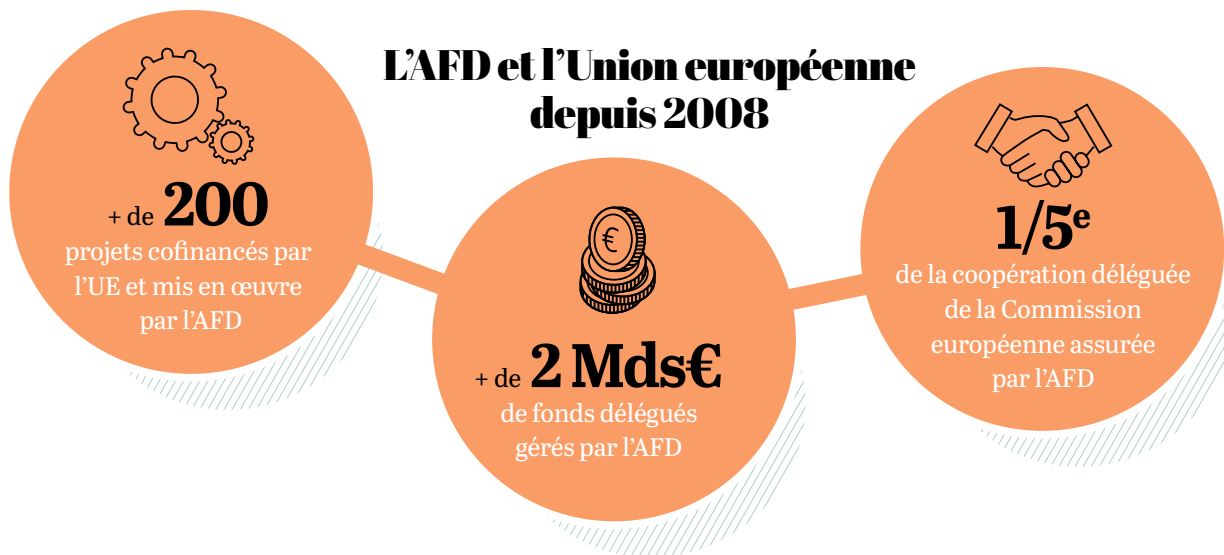 L'AFD et l'Union européenne
depuis 2008
+ de 200
projets cofinancés par
l'UE et mis en œuvre
par l'AFD
€
+ de 2 Mds€
de fonds délégués
gérés par l'AFD
1/5e
de la coopération déléguée
de la Commission
européenne assurée
par l'AFD